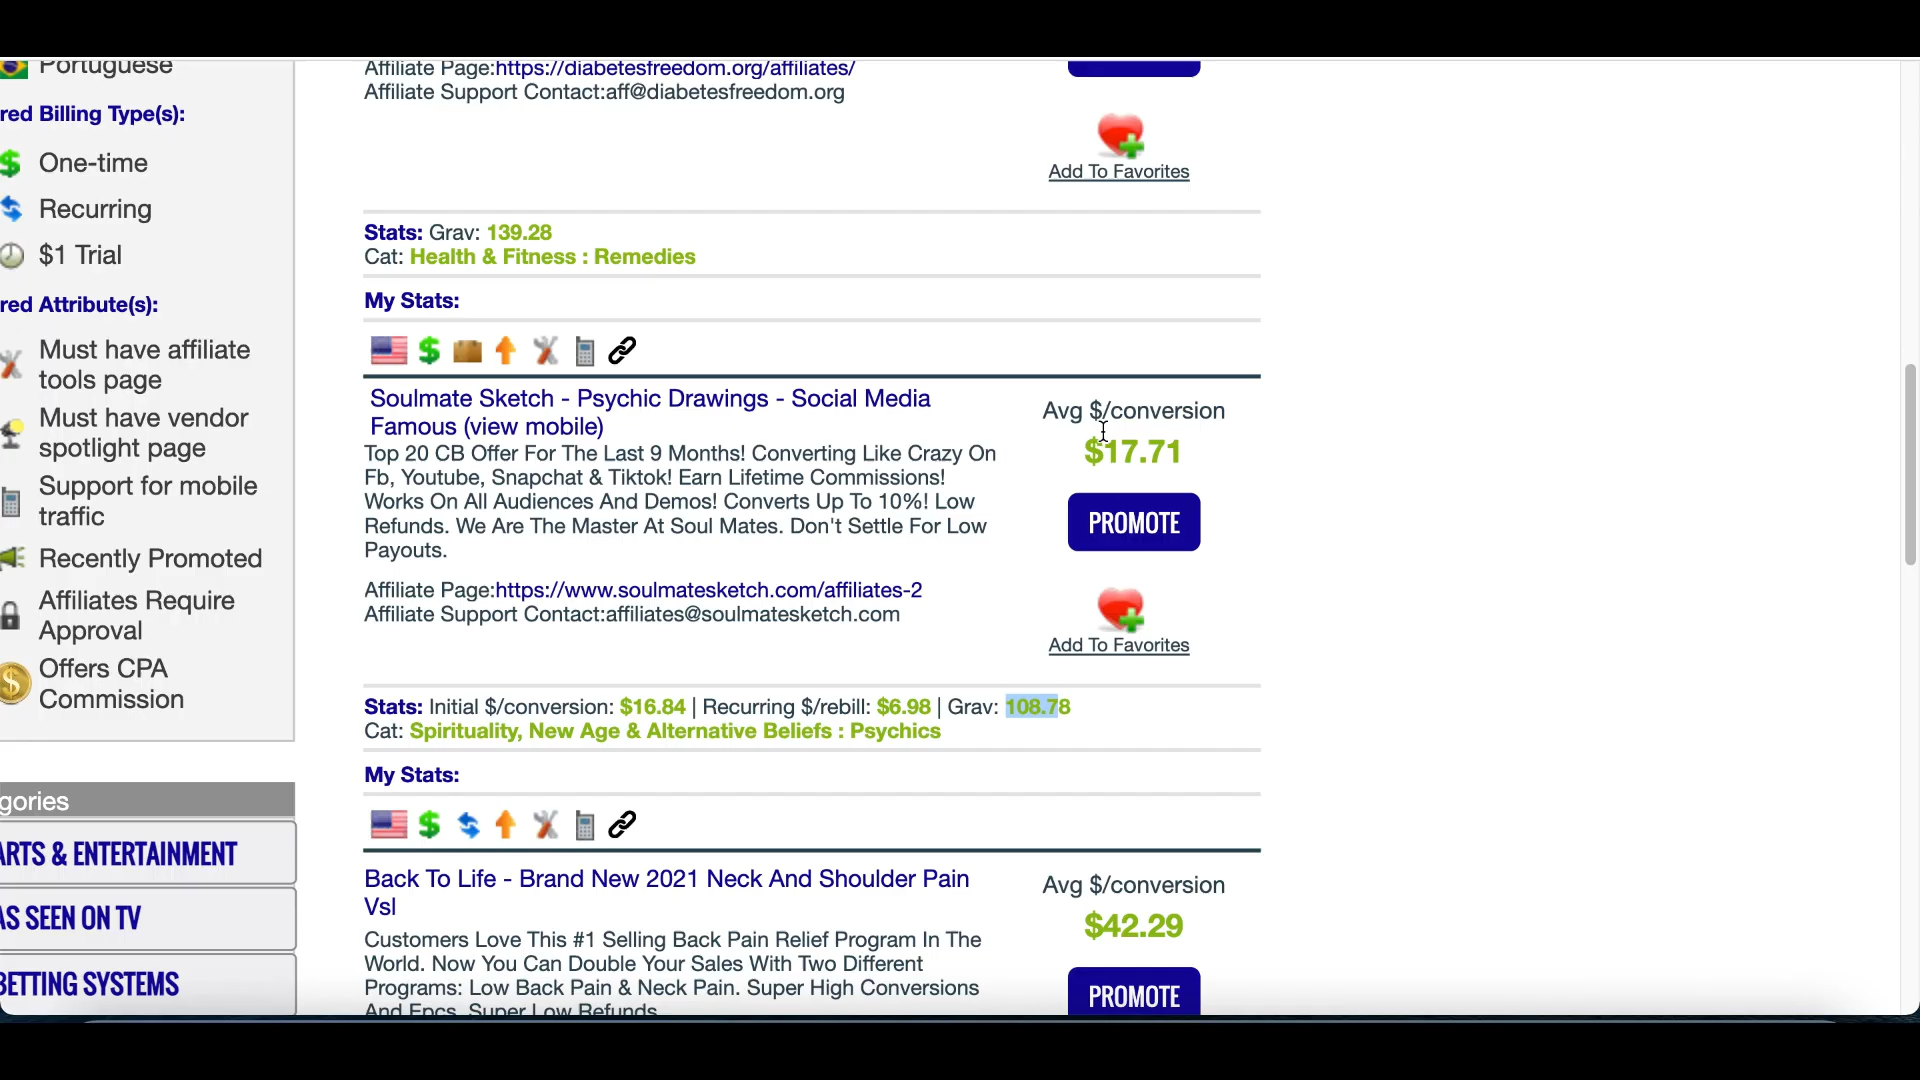 Portuguese
red Billing Type(s):
One-time
Recurring
$1 Trial
red Attribute(s):
Must have affiliate
tools page
Must have vendor
spotlight page
Support for mobile
traffic
Recently Promoted
Affiliates Require
Approval
Offers CPA
Commission
gories
ARTS & ENTERTAINMENT
AS SEEN ON TV
BETTING SYSTEMS
Affiliate Page:https://diabetesfreedom.org/affiliates/
Affiliate Support Contact:aff@diabetesfreedom.org
Add To Favorites
Stats: Grav: 139.28
Cat: Health & Fitness : Remedies
My Stats:
Soulmate Sketch - Psychic Drawings - Social Media
Famous (view mobile)
Top 20 CB Offer For The Last 9 Months! Converting Like Crazy On
Fb, Youtube, Snapchat & Tiktok! Earn Lifetime Commissions!
Works On All Audiences And Demos! Converts Up To 10%! Low
Refunds. We Are The Master At Soul Mates. Don't Settle For Low
Payouts.
Affiliate Page:https://www.soulmatesketch.com/affiliates-2
Affiliate Support Contact:affiliates@soulmatesketch.com
Avg $/conversion
$17.71
PROMOTE
Add To Favorites
Stats: Initial $/conversion: $16.84 | Recurring $/rebill: $6.98 | Grav: 108.78
Cat: Spirituality, New Age & Alternative Beliefs : Psychics
My Stats:
Back To Life - Brand New 2021 Neck And Shoulder Pain
Vsl
Customers Love This #1 Selling Back Pain Relief Program In The
World. Now You Can Double Your Sales With Two Different
Programs: Low Back Pain & Neck Pain. Super High Conversions
And Epcs. Super Low Refunds.
Avg $/conversion
$42.29
PROMOTE